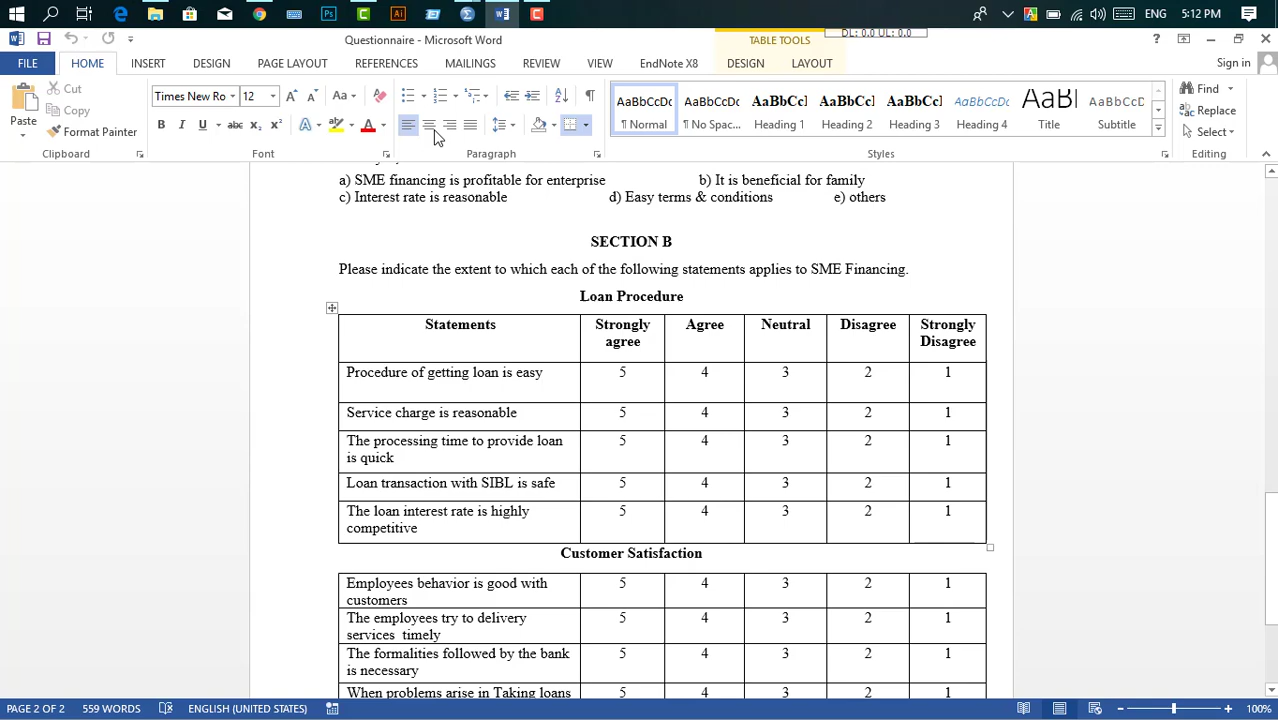 ENG 5:12 PM
Questionnaire - Microsoft Word
TABLE TOOLS
DL: 0.0 UL: 0.0
?
FILE HOME INSERT DESIGN PAGE LAYOUT REFERENCES MAILINGS REVIEW VIEW EndNote X8 DESIGN LAYOUT Sign in
Paste
Cut
Copy
Format Painter
Clipboard
Times New Ro 12
Font
Paragraph
AaBbCcDc AaBbCcDc AaBbCcI AaBbCcDc AaBbCcI AaBbCcDc AaBI AaBbCcDc
¶ Normal ¶ No Spac... Heading 1 Heading 2 Heading 3 Heading 4 Title Subtitle
Styles
Find
Replace
Select
Editing
a) SME financing is profitable for enterprise b) It is beneficial for family
c) Interest rate is reasonable d) Easy terms & conditions e) others
SECTION B
Please indicate the extent to which each of the following statements applies to SME Financing.
Loan Procedure
Statements Strongly agree Agree Neutral Disagree Strongly Disagree
Procedure of getting loan is easy 5 4 3 2 1
Service charge is reasonable 5 4 3 2 1
The processing time to provide loan 5 4 3 2 1
is quick
Loan transaction with SIBL is safe 5 4 3 2 1
The loan interest rate is highly 5 4 3 2 1
competitive
Customer Satisfaction
Employees behavior is good with 5 4 3 2 1
customers
The employees try to delivery 5 4 3 2 1
services timely
The formalities followed by the bank 5 4 3 2 1
is necessary
When problems arise in Taking loans 5 4 3 2 1
PAGE 2 OF 2 559 WORDS ENGLISH (UNITED STATES) 100%